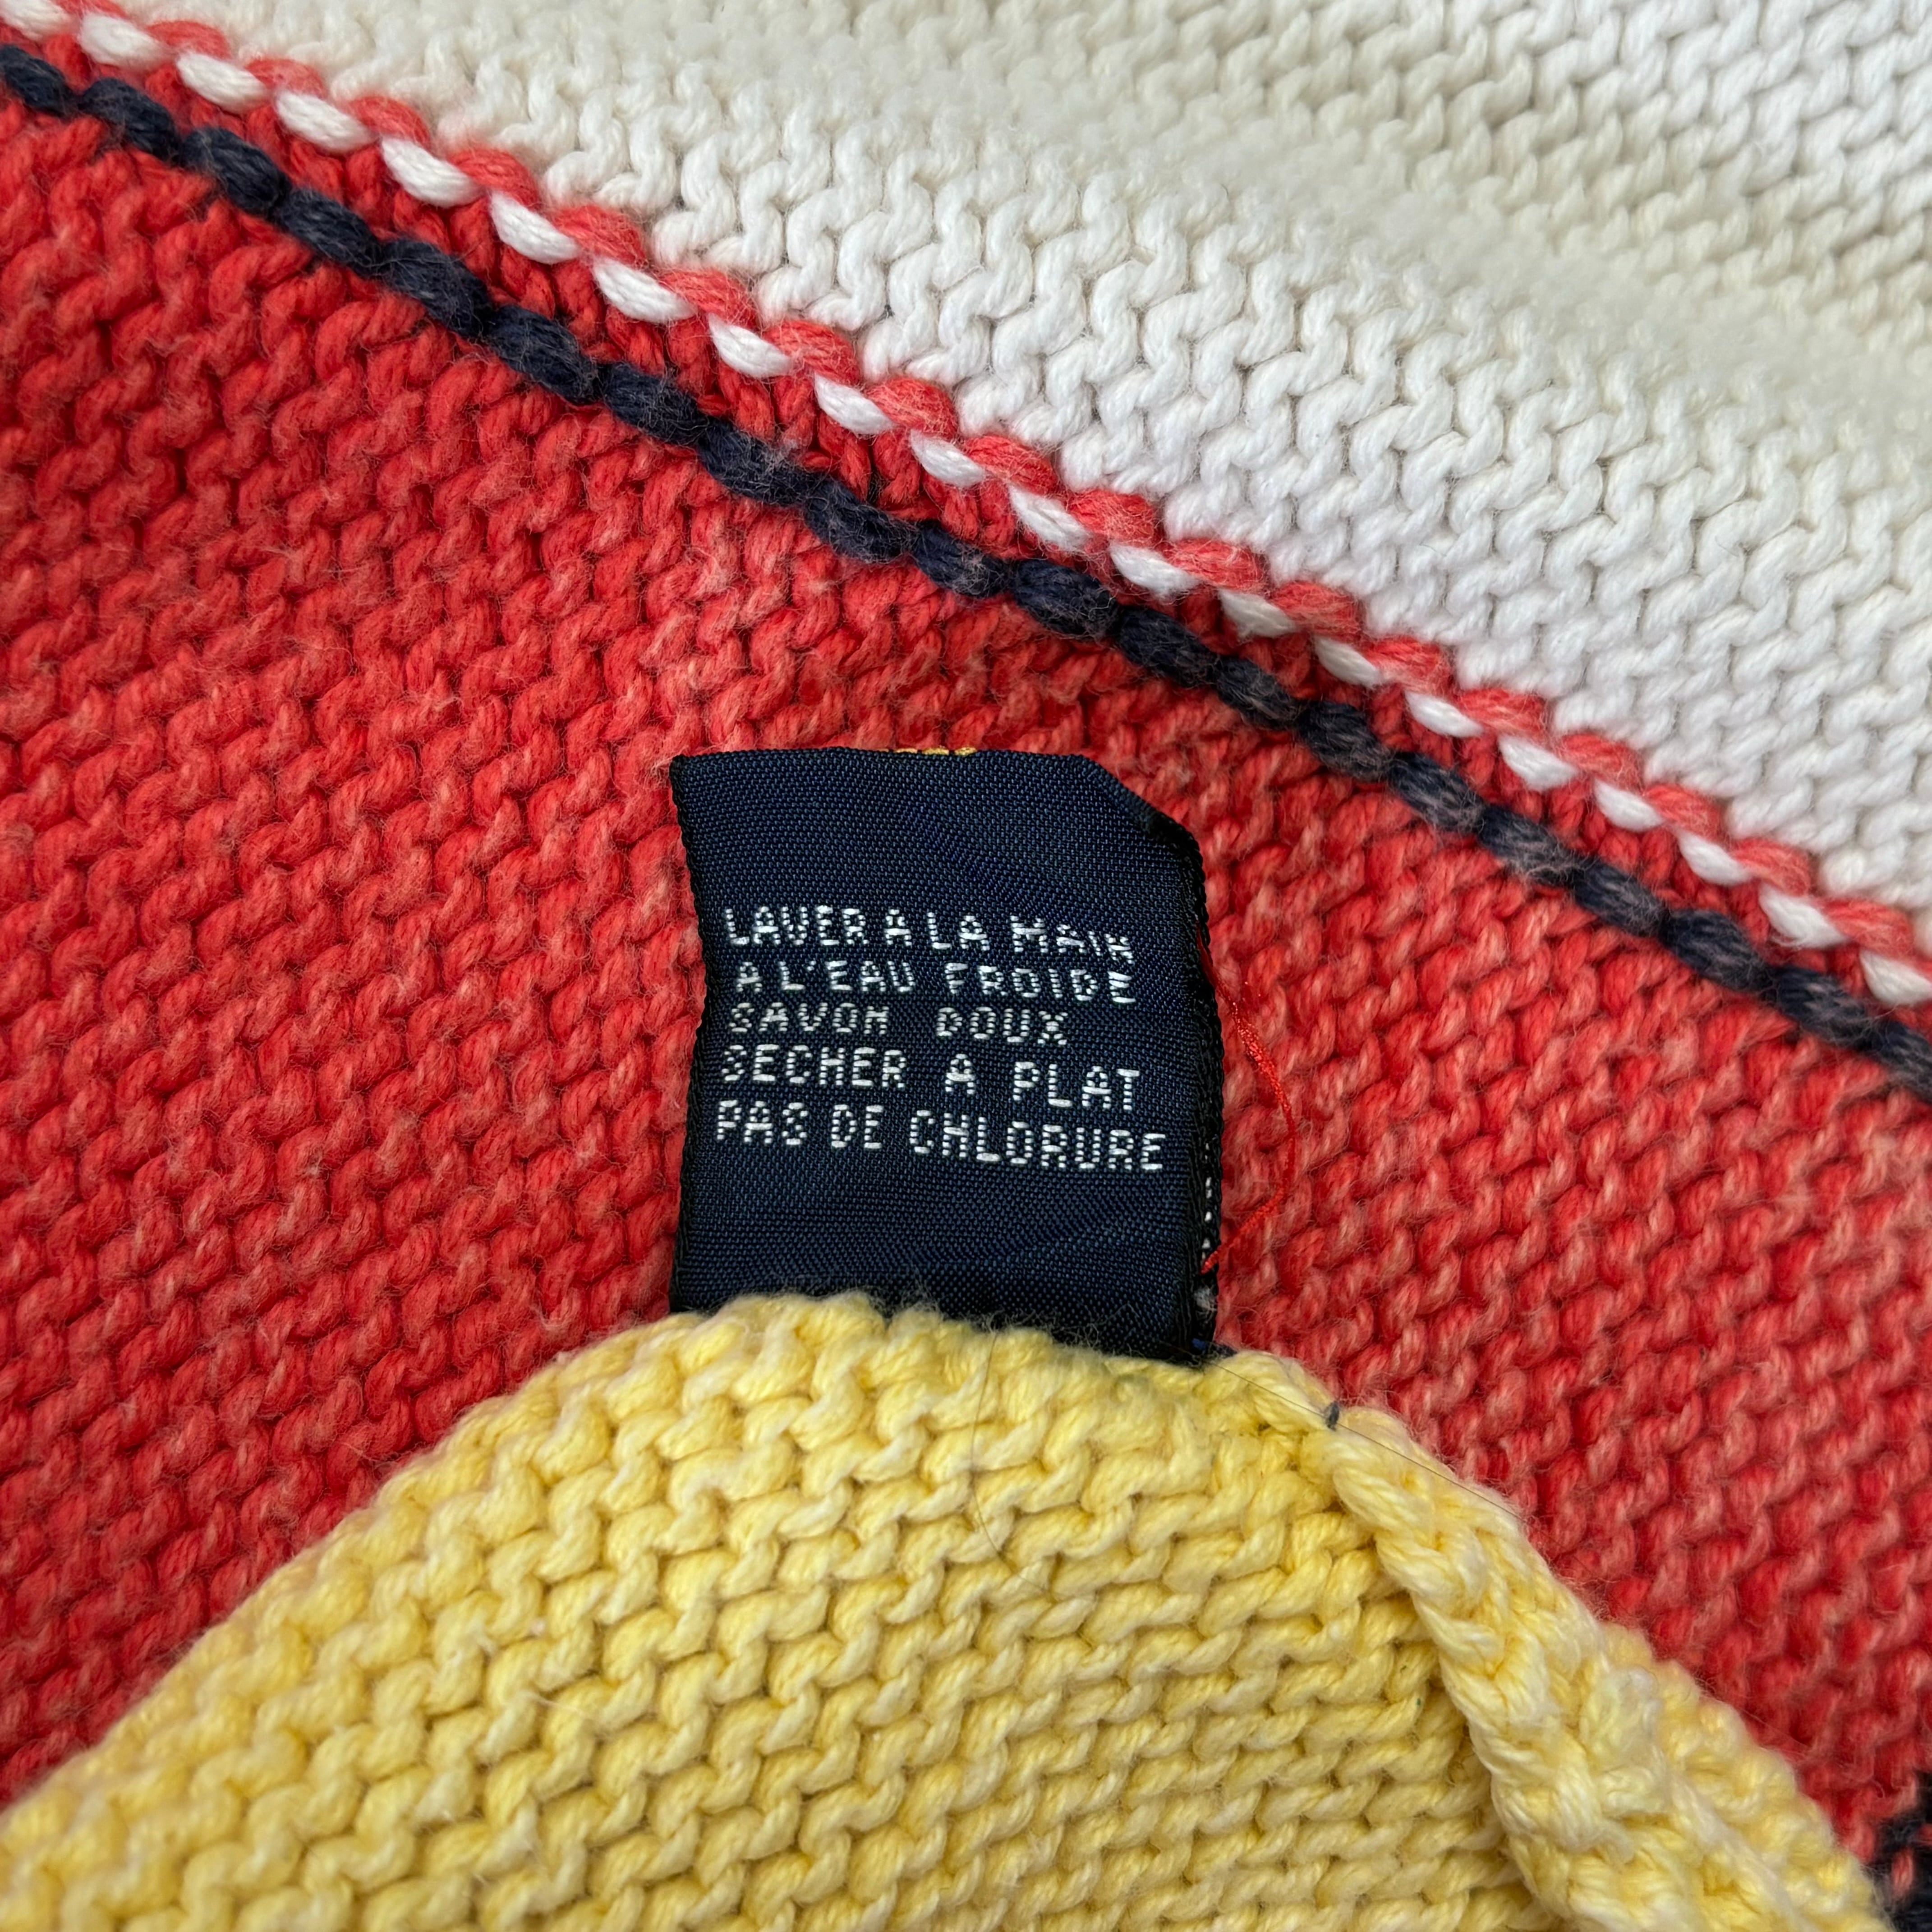 LAVER A LA MAIN
A L'EAU FROIDE
SAVON DOUX
SECHER A PLAT
PAS DE CHLORURE